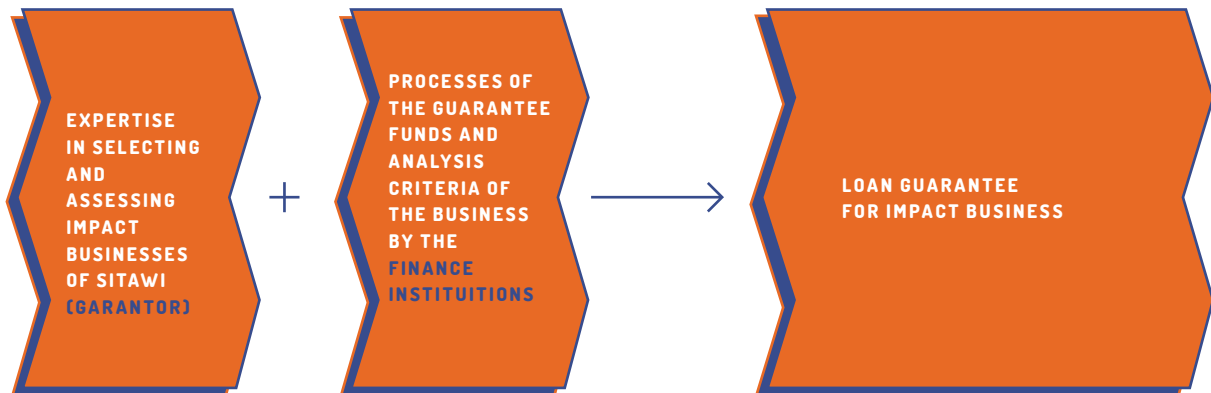 EXPERTISE
IN SELECTING
AND
ASSESSING
IMPACT
BUSINESSES
OF SITAWI
(GARANTOR)
+
PROCESSES OF
THE GUARANTEE
FUNDS AND
ANALYSIS
CRITERIA OF
THE BUSINESS
BY THE
FINANCE
INSTITUITIONS
LOAN GUARANTEE
FOR IMPACT BUSINESS